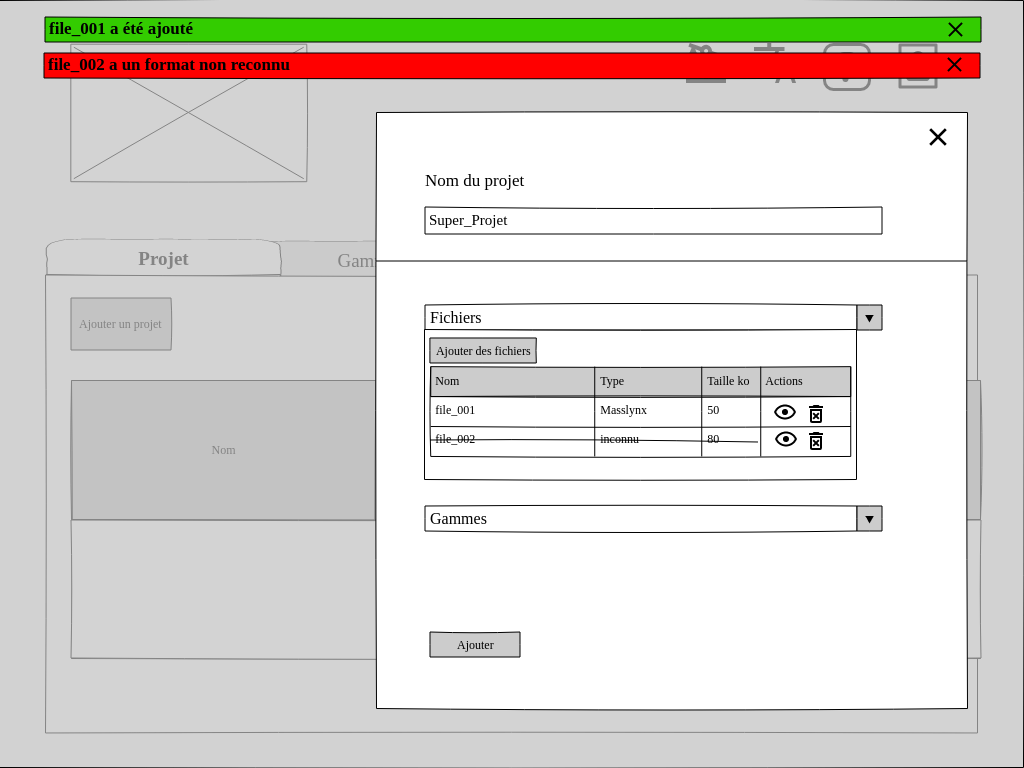 file_001 a été ajouté
file_002 a un format non reconnu
Nom du projet
Super_Projet
Projet
Gam
Ajouter un projet
Nom
Fichiers
Ajouter des fichiers
Nom Type Taille ko Actions
file_001 Masslynx 50
file_002 inconnu 80
Gammes
Ajouter